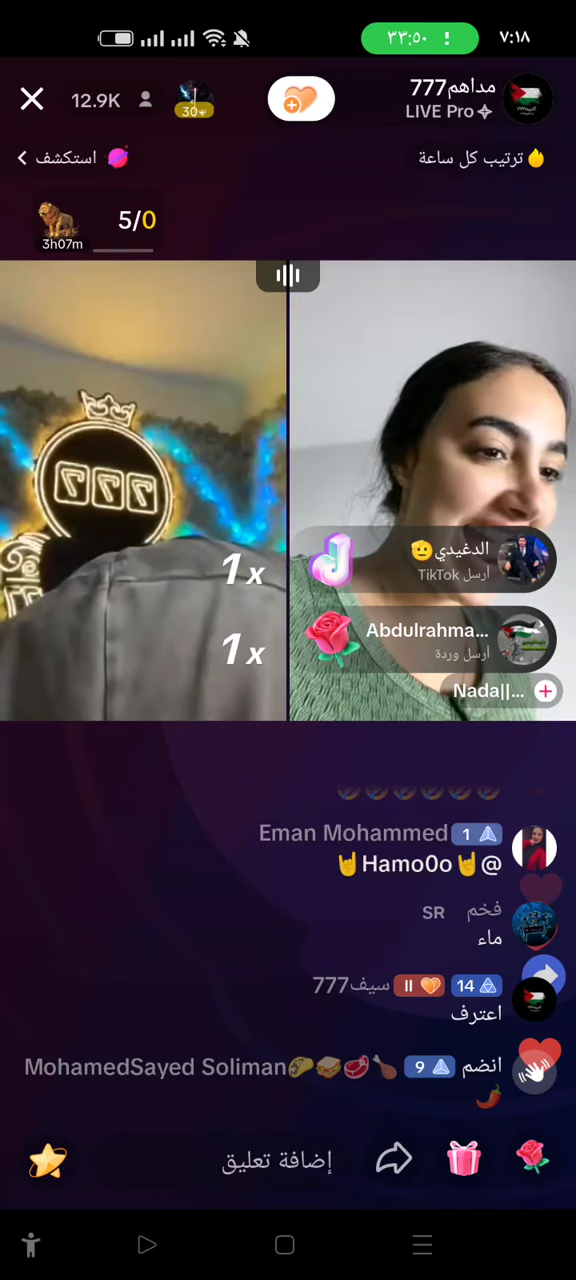 ٣٣:٥٠
٧:١٨
مداهم777
LIVE Pro
12.9K
30
ترتيب كل ساعة
استكشف
5/0
3h07m
777
1x
الدغيدي🫡
أرسل TikTok
1x
Abdulrahma...
أرسل وردة
Nada||...
Eman Mohammed 1
@🤘Hamo0o🤘
فخم SR
ماء
14 II سيف777
اعترف
9 انضم MohamedSayed Soliman🌮🥪🥩🍗
🌶️
إضافة تعليق